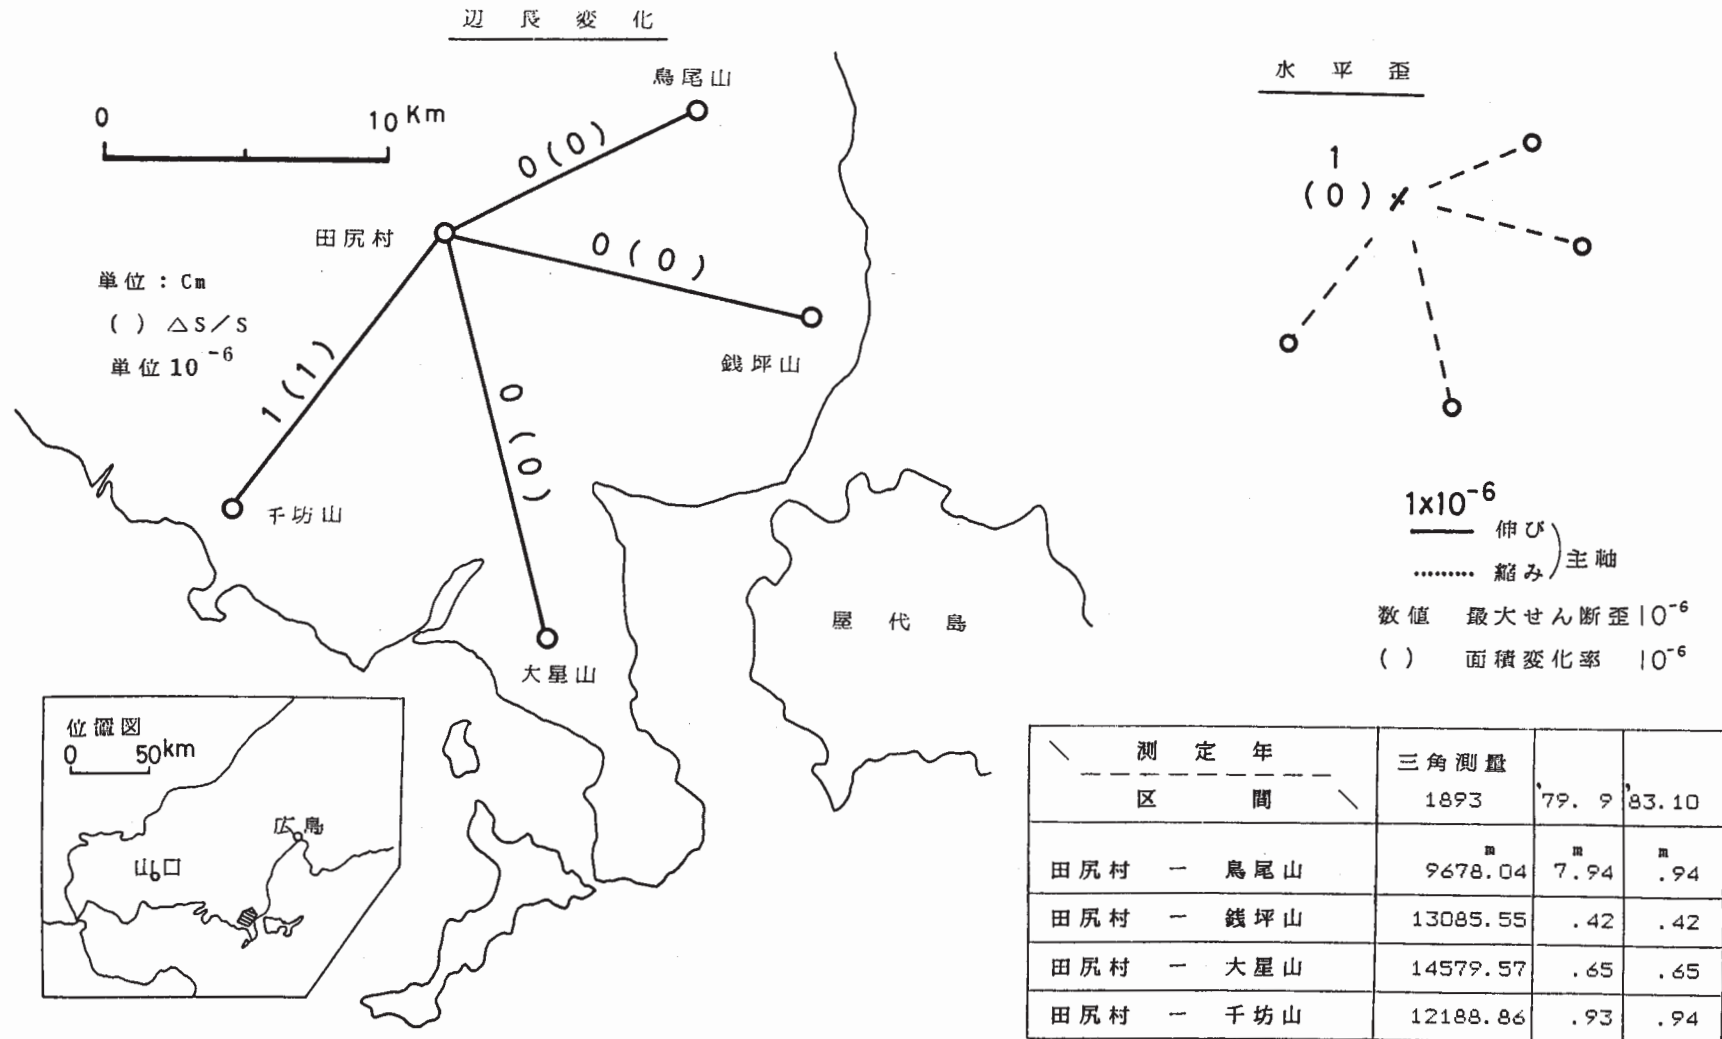 辺長変化
0 10 Km
鳥尾山
0 (0)
田尻村
0 (0)
銭坪山
単位：Cm
( ) △S/S
単位10⁻⁶
1 (1)
0 (0)
千坊山
大星山
屋代島
水平歪
1
(0)
1x10⁻⁶
伸び
縮み
主軸
数値 最大せん断歪10⁻⁶
( ) 面積変化率 10⁻⁶
位置図
0 50km
広島
山口
測定年 三角測量
区間 1893 '79. 9 '83.10
m m m
田尻村 － 鳥尾山 9678.04 7.94 .94
田尻村 － 銭坪山 13085.55 .42 .42
田尻村 － 大星山 14579.57 .65 .65
田尻村 － 千坊山 12188.86 .93 .94